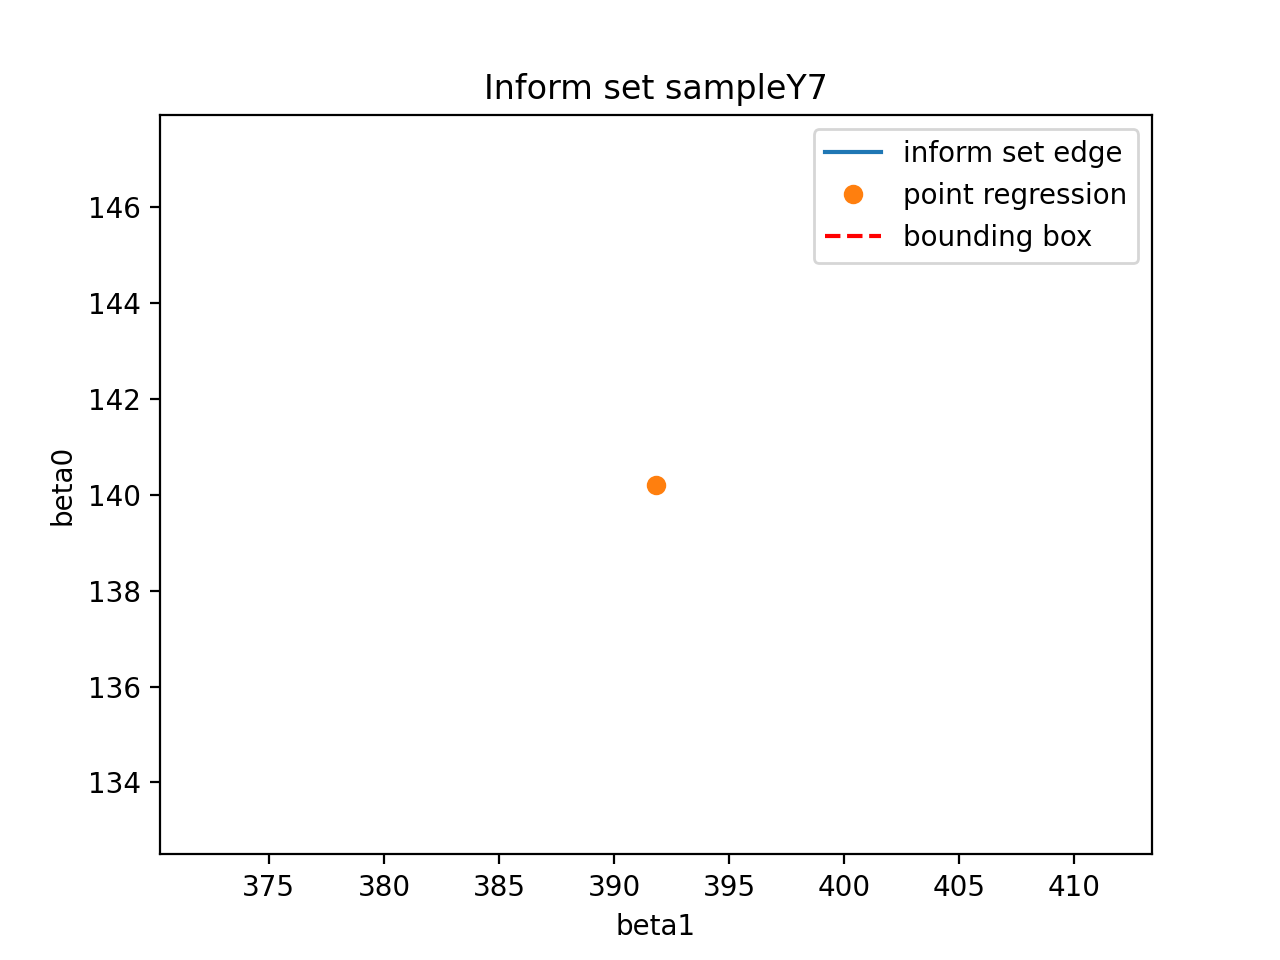 Inform set sampleY7
inform set edge
point regression
bounding box
146
144
142
140
138
136
134
beta0
375 380 385 390 395 400 405 410
beta1